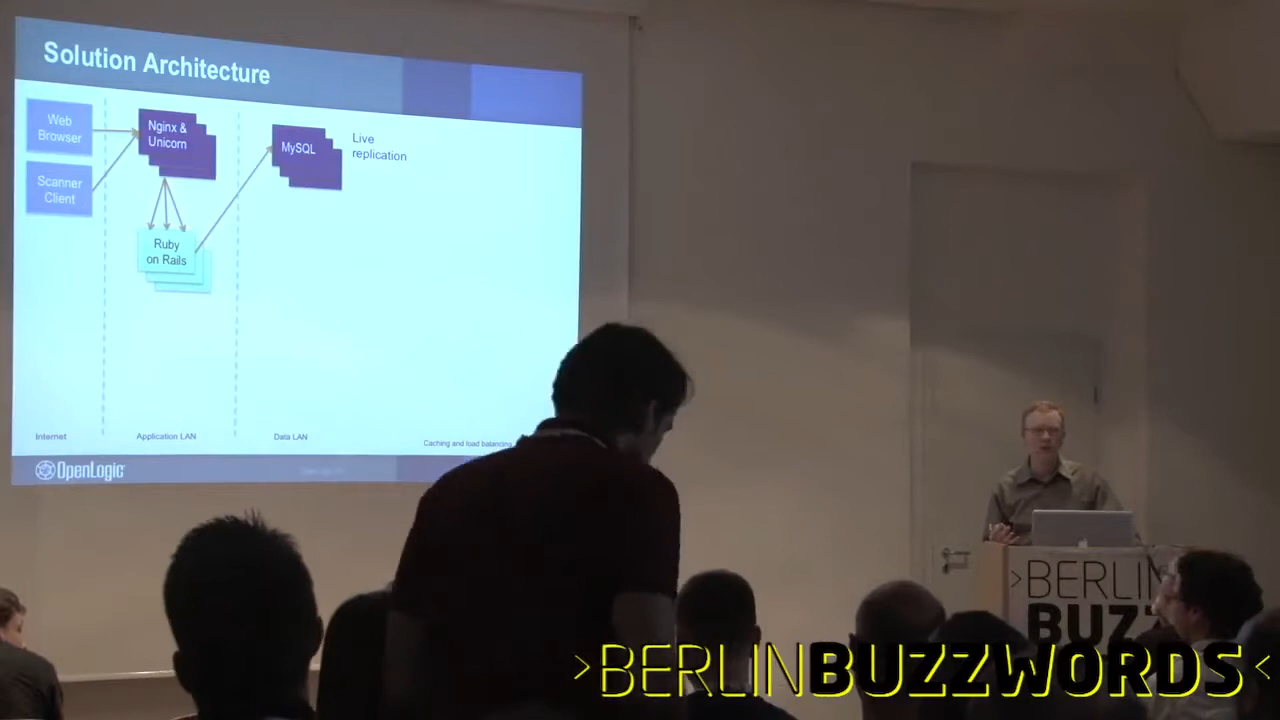 Solution Architecture
Web
Browser
Nginx &
Unicorn
MySQL
Live
replication
Scanner
Client
Ruby
on Rails
Internet
Application LAN
Data LAN
Caching and load balancing
OpenLogic
>BERLIN
BUZZ
>BERLINBUZZWORDS<